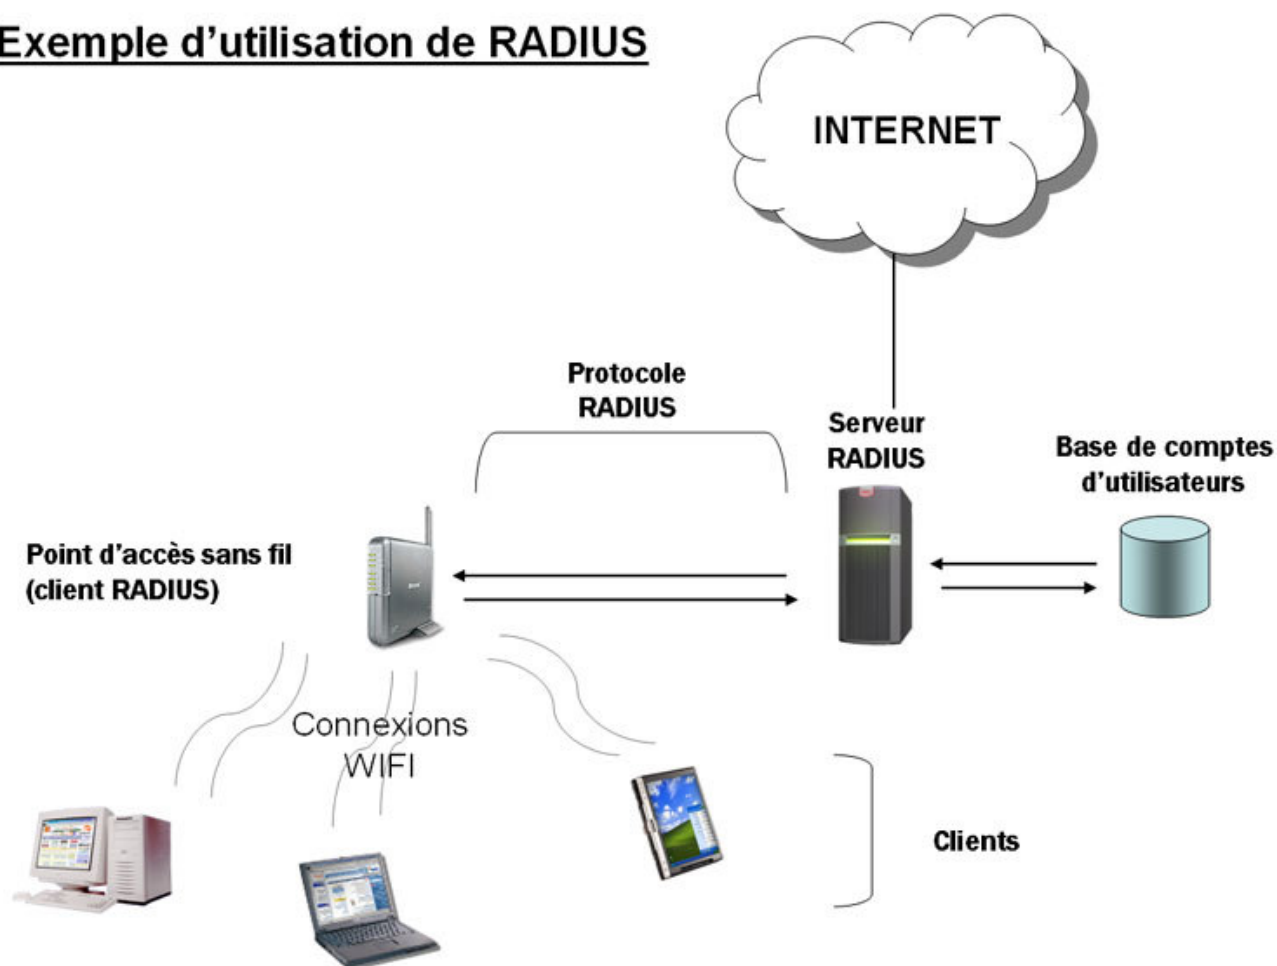 Exemple d'utilisation de RADIUS
INTERNET
Protocole
RADIUS
Serveur
RADIUS
Base de comptes
d'utilisateurs
Point d'accès sans fil
(client RADIUS)
Connexions
WIFI
Clients